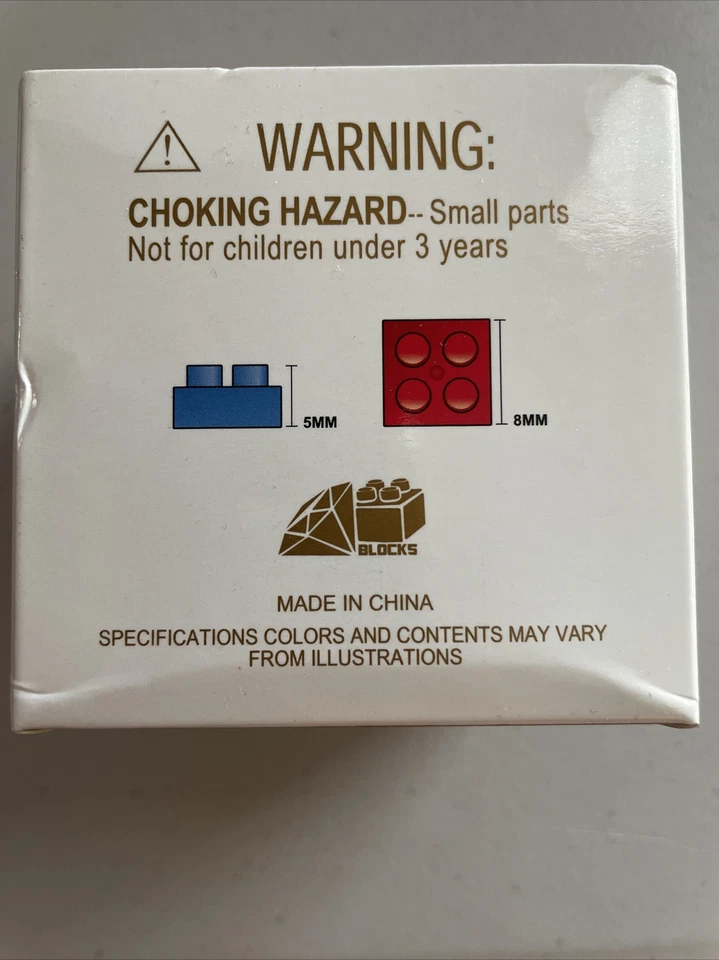 WARNING:
CHOKING HAZARD-- Small parts
Not for children under 3 years
5MM
8MM
BLOCKS
MADE IN CHINA
SPECIFICATIONS COLORS AND CONTENTS MAY VARY
FROM ILLUSTRATIONS